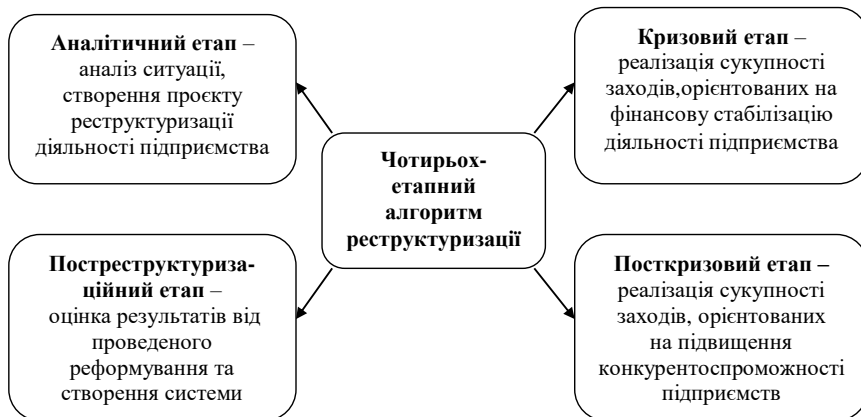 Аналітичний етап –
аналіз ситуації,
створення проєкту
реструктуризації
діяльності підприємства
Кризовий етап –
реалізація сукупності
заходів,орієнтованих на
фінансову стабілізацію
діяльності підприємства
Чотирьох-
етапний
алгоритм
реструктуризації
Постреструктуриза-
ційний етап –
оцінка результатів від
проведеного
реформування та
створення системи
Посткризовий етап –
реалізація сукупності
заходів, орієнтованих
на підвищення
конкурентоспроможності
підприємств